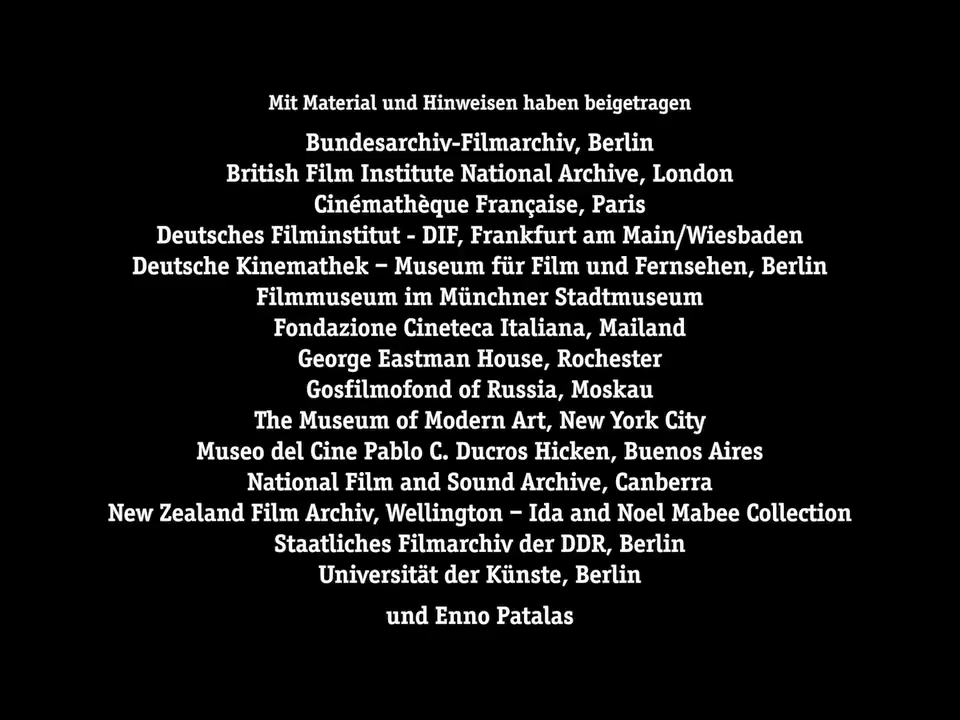 Mit Material und Hinweisen haben beigetragen
Bundesarchiv-Filmarchiv, Berlin
British Film Institute National Archive, London
Cinémathèque Française, Paris
Deutsches Filminstitut - DIF, Frankfurt am Main/Wiesbaden
Deutsche Kinemathek – Museum für Film und Fernsehen, Berlin
Filmmuseum im Münchner Stadtmuseum
Fondazione Cineteca Italiana, Mailand
George Eastman House, Rochester
Gosfilmofond of Russia, Moskau
The Museum of Modern Art, New York City
Museo del Cine Pablo C. Ducros Hicken, Buenos Aires
National Film and Sound Archive, Canberra
New Zealand Film Archiv, Wellington – Ida and Noel Mabee Collection
Staatliches Filmarchiv der DDR, Berlin
Universität der Künste, Berlin
und Enno Patalas